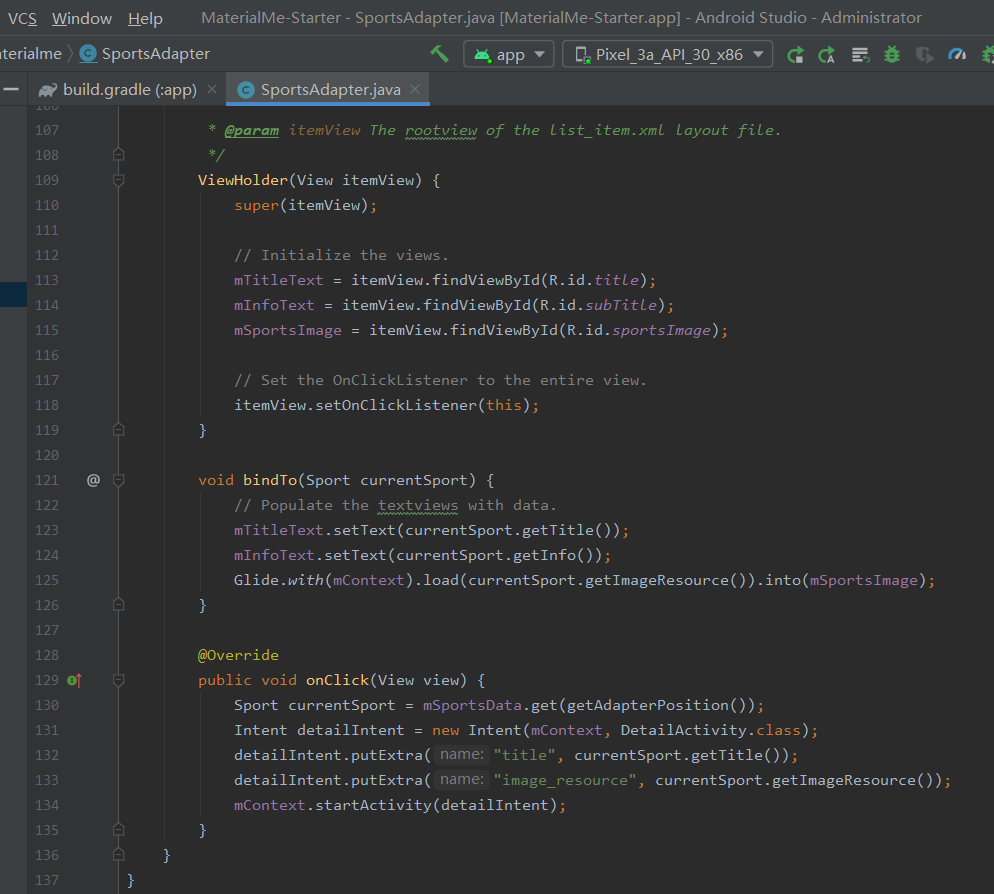 VCS Window Help MaterialMe-Starter - SportsAdapter.java [MaterialMe-Starter.app] - Android Studio - Administrator
aterialme SportsAdapter app Pixel_3a_API_30_x86
build.gradle (:app) SportsAdapter.java
106
107 * @param itemView The rootview of the list_item.xml layout file.
108 */
109 ViewHolder(View itemView) {
110 super(itemView);
111
112 // Initialize the views.
113 mTitleText = itemView.findViewById(R.id.title);
114 mInfoText = itemView.findViewById(R.id.subTitle);
115 mSportsImage = itemView.findViewById(R.id.sportsImage);
116
117 // Set the OnClickListener to the entire view.
118 itemView.setOnClickListener(this);
119 }
120
121 @ void bindTo(Sport currentSport) {
122 // Populate the textviews with data.
123 mTitleText.setText(currentSport.getTitle());
124 mInfoText.setText(currentSport.getInfo());
125 Glide.with(mContext).load(currentSport.getImageResource()).into(mSportsImage);
126 }
127
128 @Override
129 public void onClick(View view) {
130 Sport currentSport = mSportsData.get(getAdapterPosition());
131 Intent detailIntent = new Intent(mContext, DetailActivity.class);
132 detailIntent.putExtra( name: "title", currentSport.getTitle());
133 detailIntent.putExtra( name: "image_resource", currentSport.getImageResource());
134 mContext.startActivity(detailIntent);
135 }
136 }
137 }